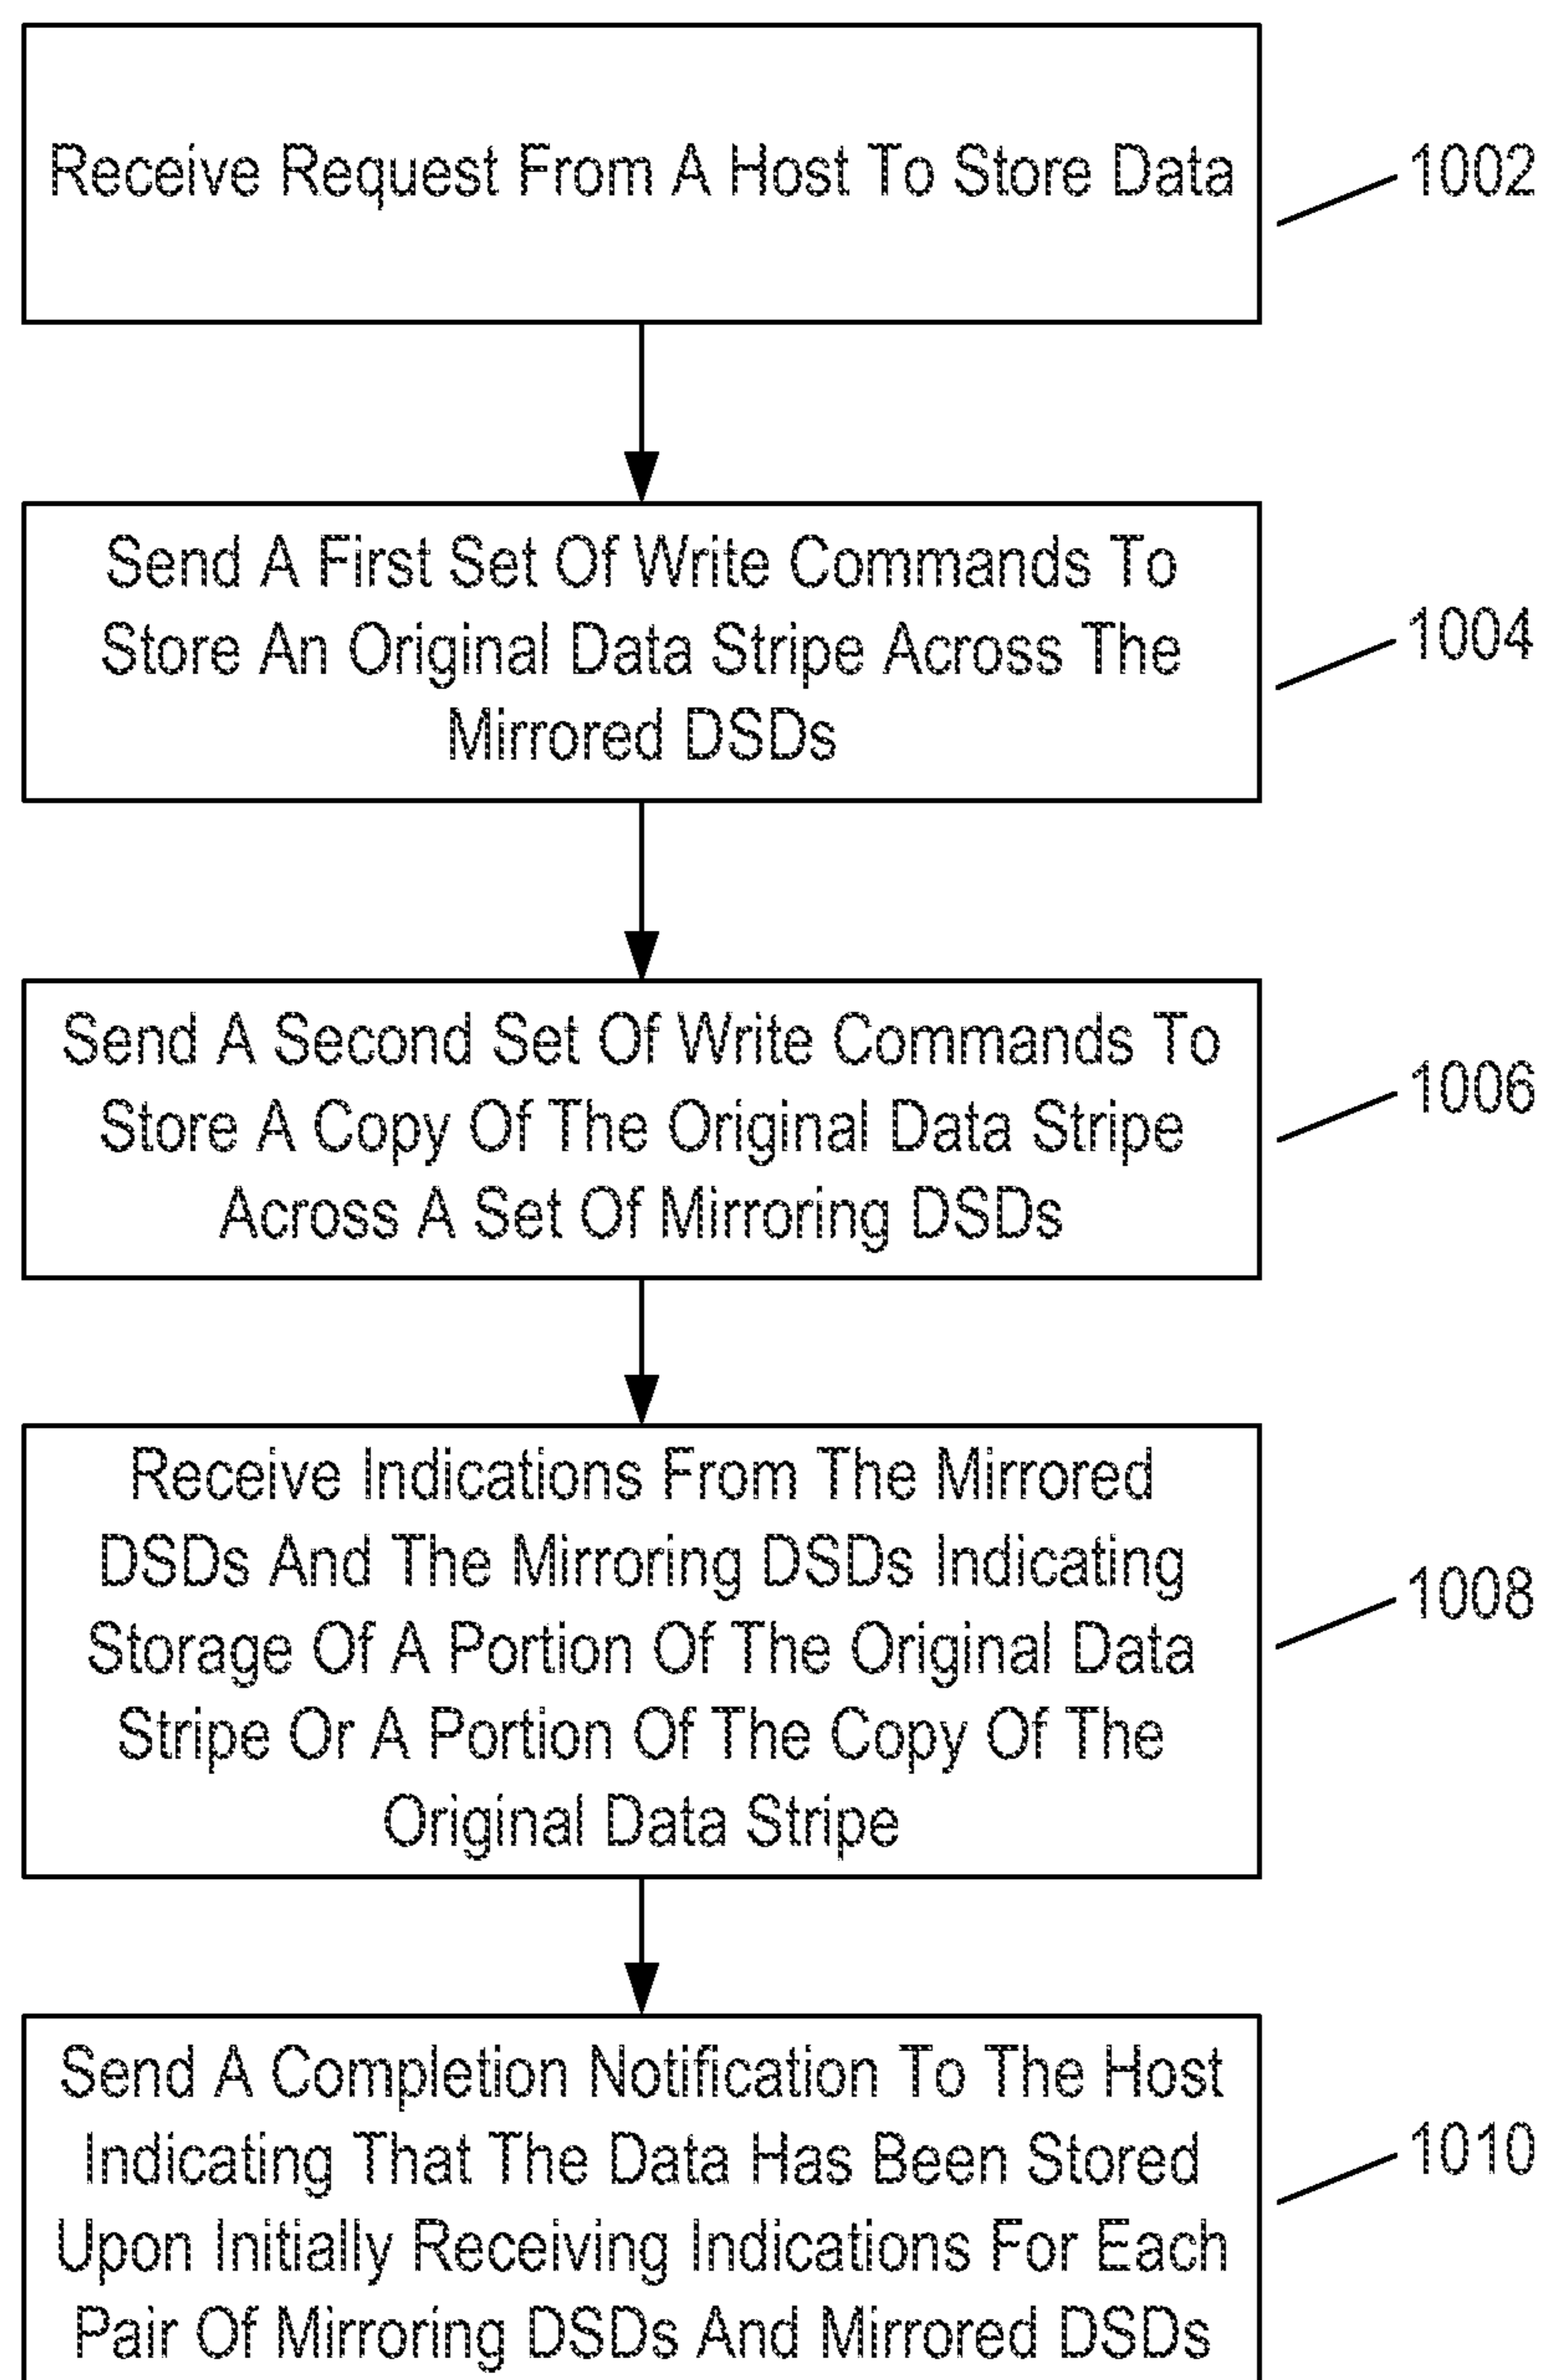 Receive Request From A Host To Store Data
1002
Send A First Set Of Write Commands To
Store An Original Data Stripe Across The
Mirrored DSDs
1004
Send A Second Set Of Write Commands To
Store A Copy Of The Original Data Stripe
Across A Set Of Mirroring DSDs
1006
Receive Indications From The Mirrored
DSDs And The Mirroring DSDs Indicating
Storage Of A Portion Of The Original Data
Stripe Or A Portion Of The Copy Of The
Original Data Stripe
1008
Send A Completion Notification To The Host
Indicating That The Data Has Been Stored
Upon Initially Receiving Indications For Each
Pair Of Mirroring DSDs And Mirrored DSDs
1010